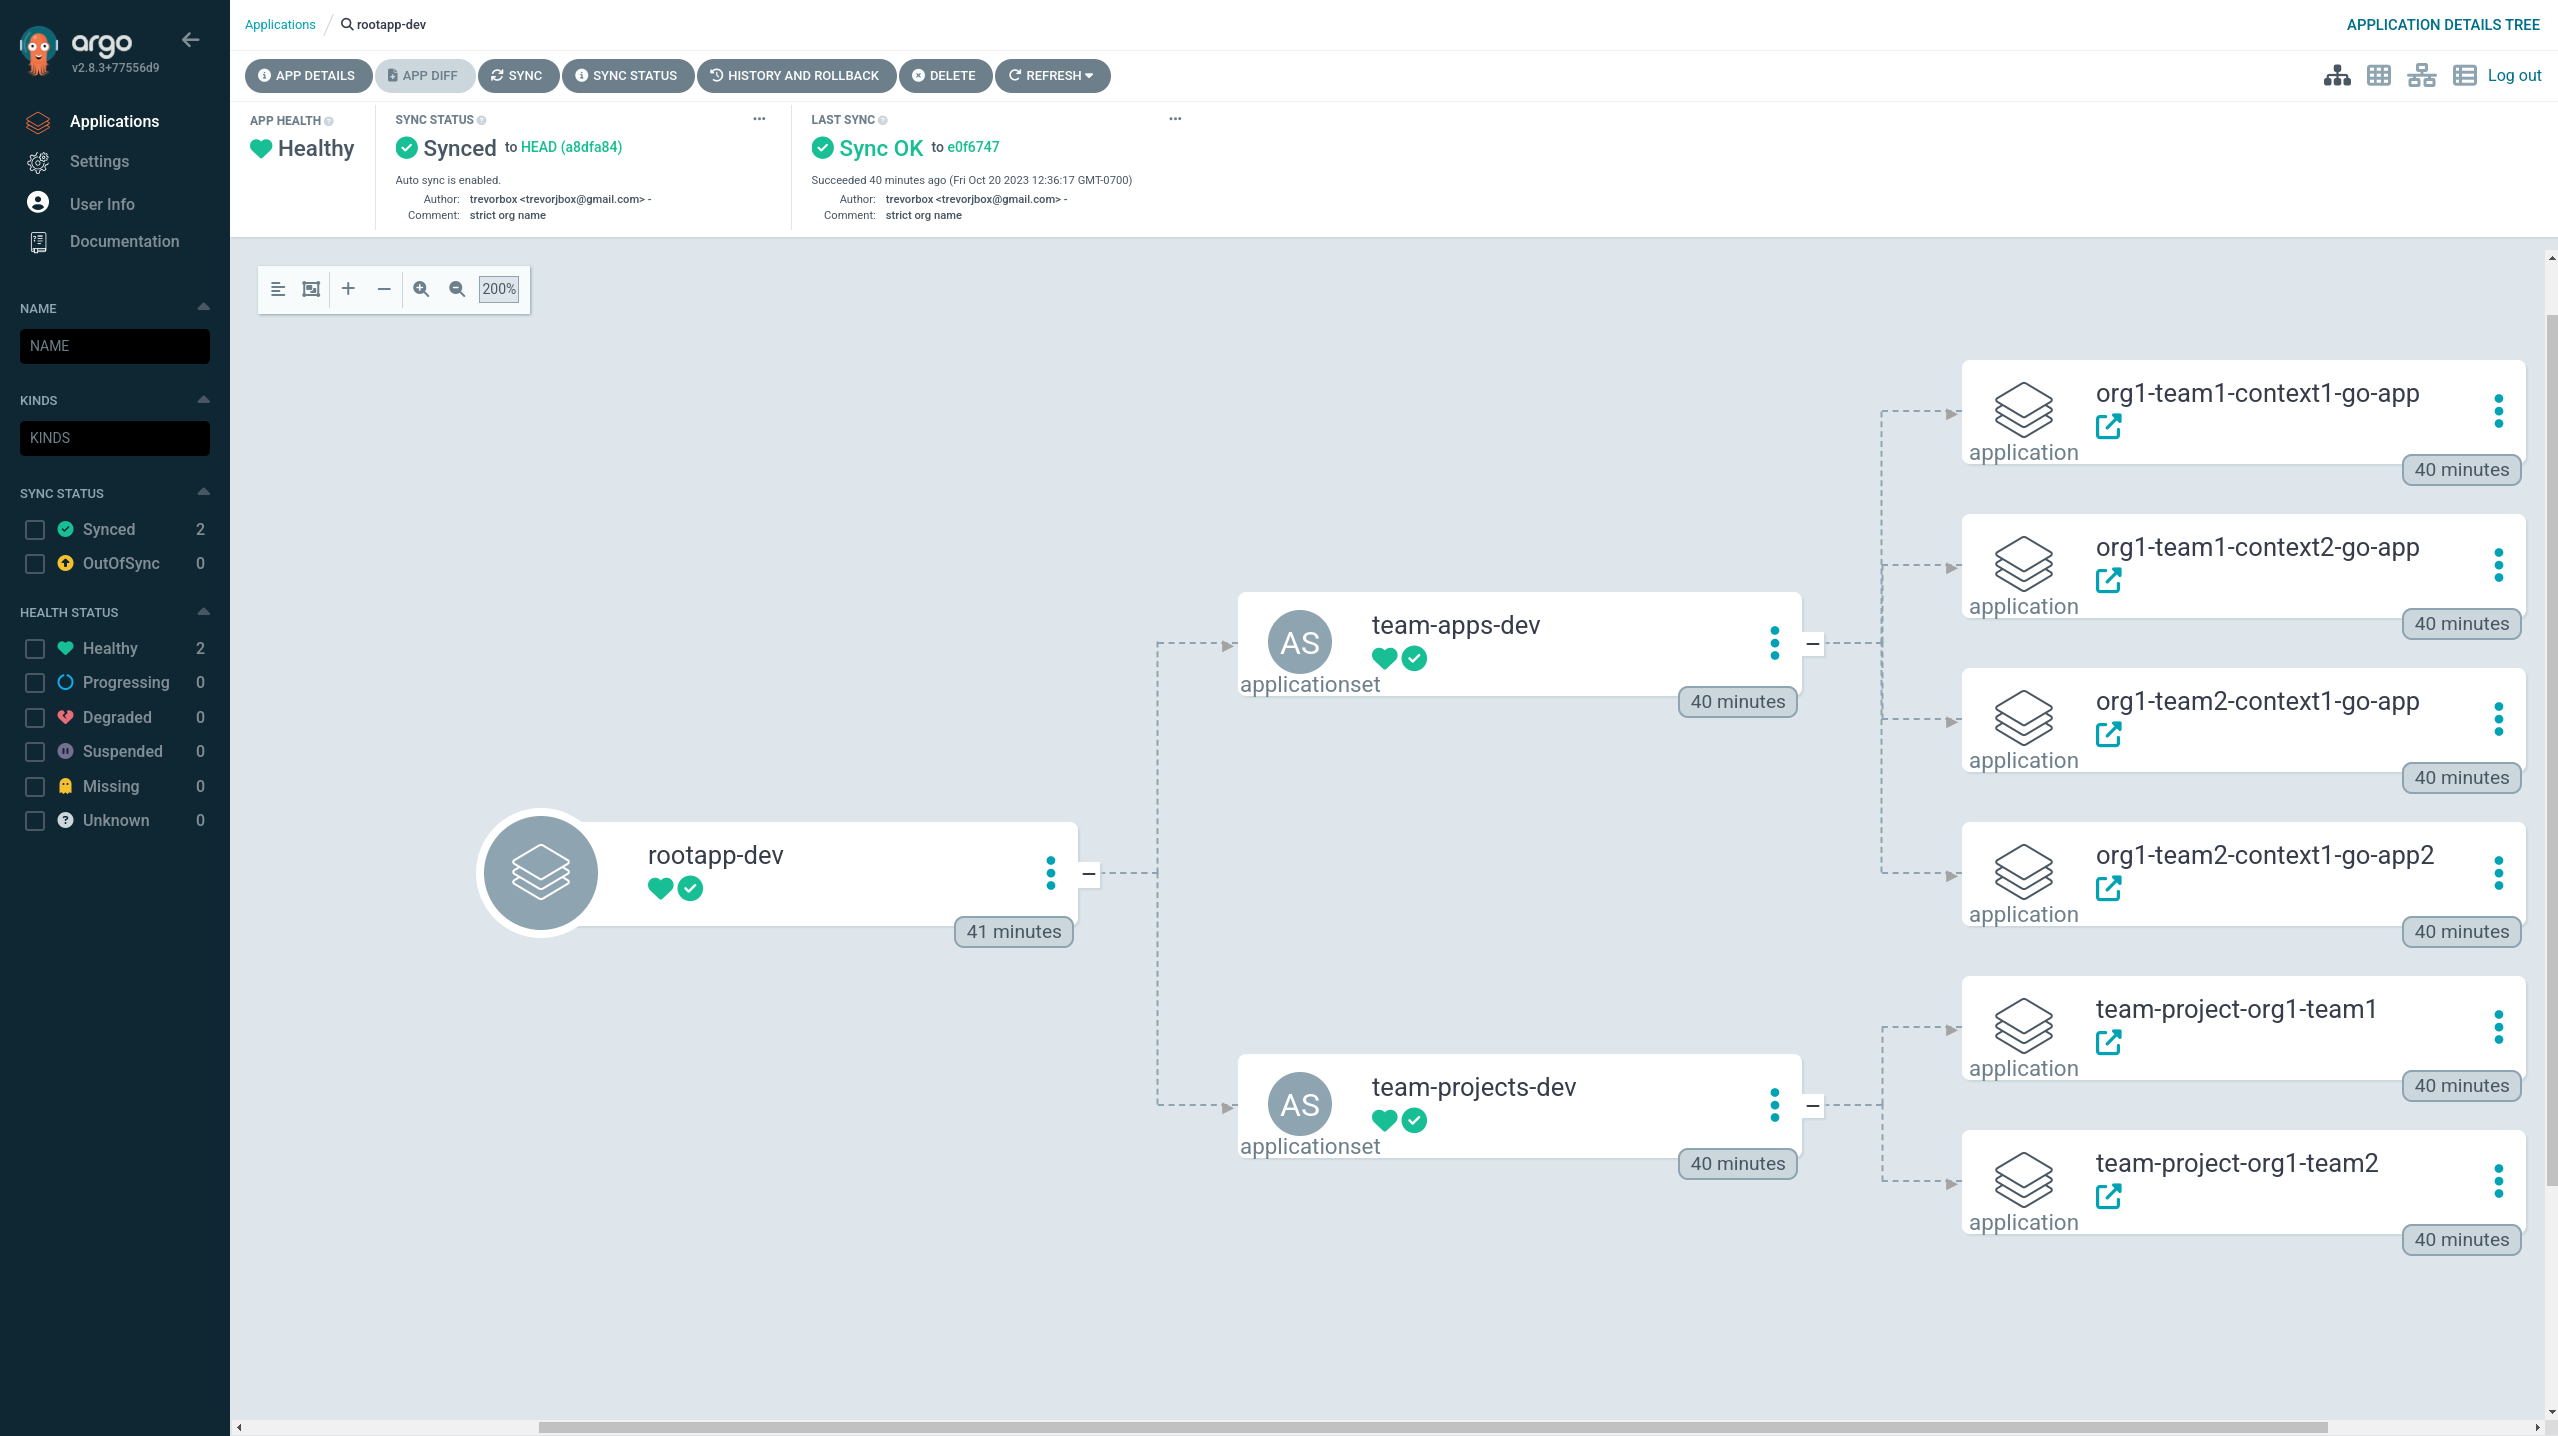 argo
v2.8.3+77556d9
Applications
Settings
User Info
Documentation
NAME
NAME
KINDS
KINDS
SYNC STATUS
Synced 2
OutOfSync 0
HEALTH STATUS
Healthy 2
Progressing 0
Degraded 0
Suspended 0
Missing 0
Unknown 0
Applications / rootapp-dev
APPLICATION DETAILS TREE
APP DETAILS APP DIFF SYNC SYNC STATUS HISTORY AND ROLLBACK DELETE REFRESH
Log out
APP HEALTH
Healthy
SYNC STATUS
Synced to HEAD (a8dfa84)
Auto sync is enabled.
Author: trevorbox <trevorjbox@gmail.com> -
Comment: strict org name
LAST SYNC
Sync OK to e0f6747
Succeeded 40 minutes ago (Fri Oct 20 2023 12:36:17 GMT-0700)
Author: trevorbox <trevorjbox@gmail.com> -
Comment: strict org name
200%
rootapp-dev
41 minutes
AS
team-apps-dev
applicationset
40 minutes
AS
team-projects-dev
applicationset
40 minutes
org1-team1-context1-go-app
application
40 minutes
org1-team1-context2-go-app
application
40 minutes
org1-team2-context1-go-app
application
40 minutes
org1-team2-context1-go-app2
application
40 minutes
team-project-org1-team1
application
40 minutes
team-project-org1-team2
application
40 minutes